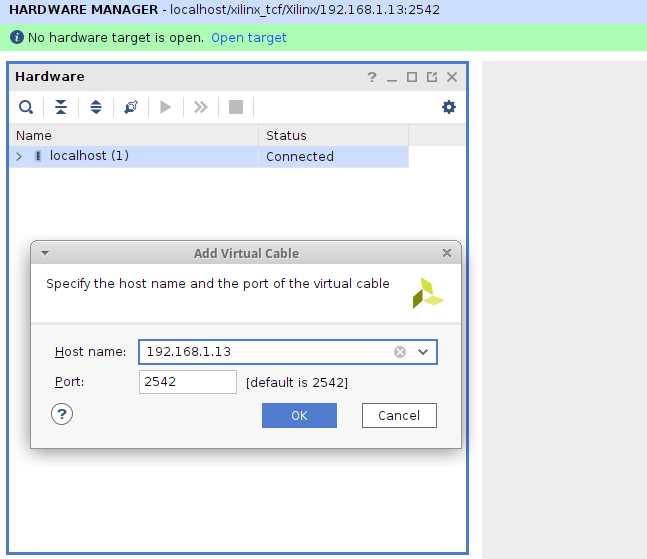 HARDWARE MANAGER - localhost/xilinx_tcf/Xilinx/192.168.1.13:2542
No hardware target is open. Open target
Hardware
Name Status
localhost (1) Connected
Add Virtual Cable
Specify the host name and the port of the virtual cable
Host name: 192.168.1.13
Port: 2542 [default is 2542]
OK Cancel